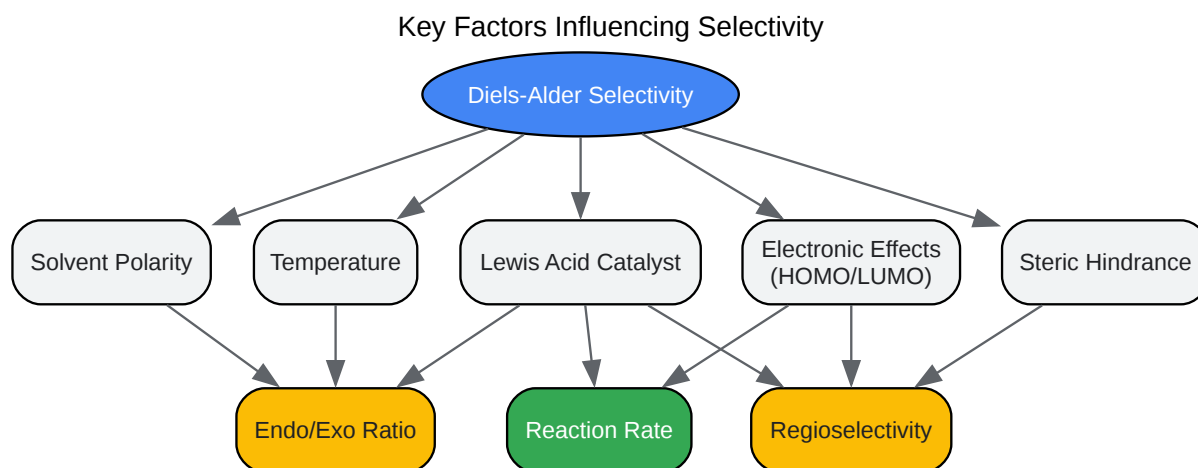 Key Factors Influencing Selectivity
Diels-Alder Selectivity
Solvent Polarity
Temperature
Lewis Acid Catalyst
Electronic Effects
(HOMO/LUMO)
Steric Hindrance
Endo/Exo Ratio
Reaction Rate
Regioselectivity